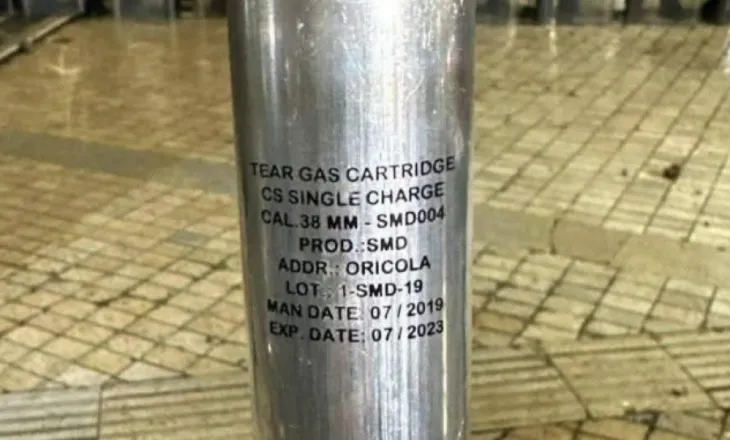 TEAR GAS CARTRIDGE
CS SINGLE CHARGE
CAL.38 MM - SMD004
PROD.:SMD
ADDR.: ORICOLA
LOT.: 1-SMD-19
MAN DATE: 07/2019
EXP. DATE: 07/2023